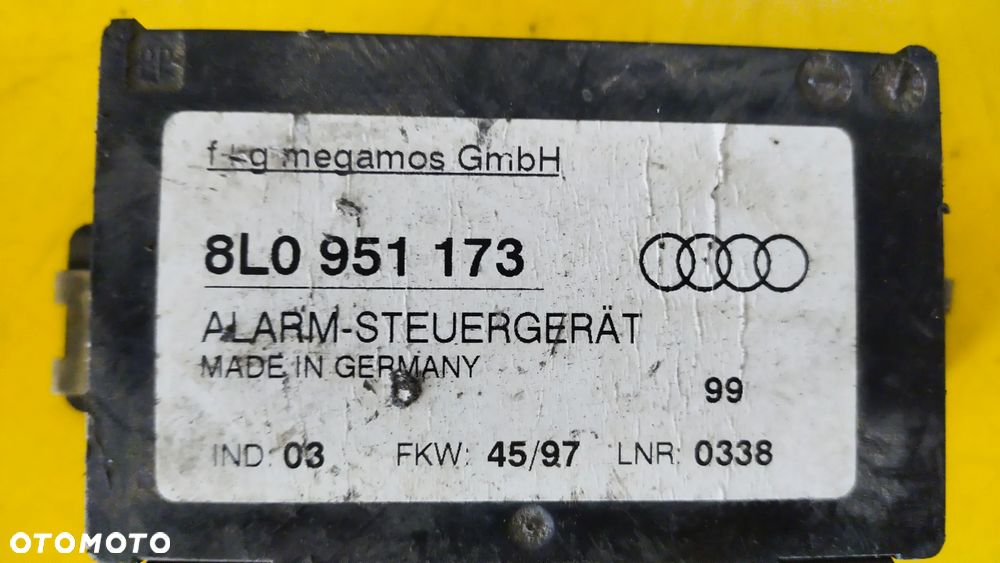 megamos GmbH
8L0 951 173
ALARM-STEUERGERÄT
MADE IN GERMANY
99
IND: 03 FKW: 45/97 LNR: 0338
OTOMOTO